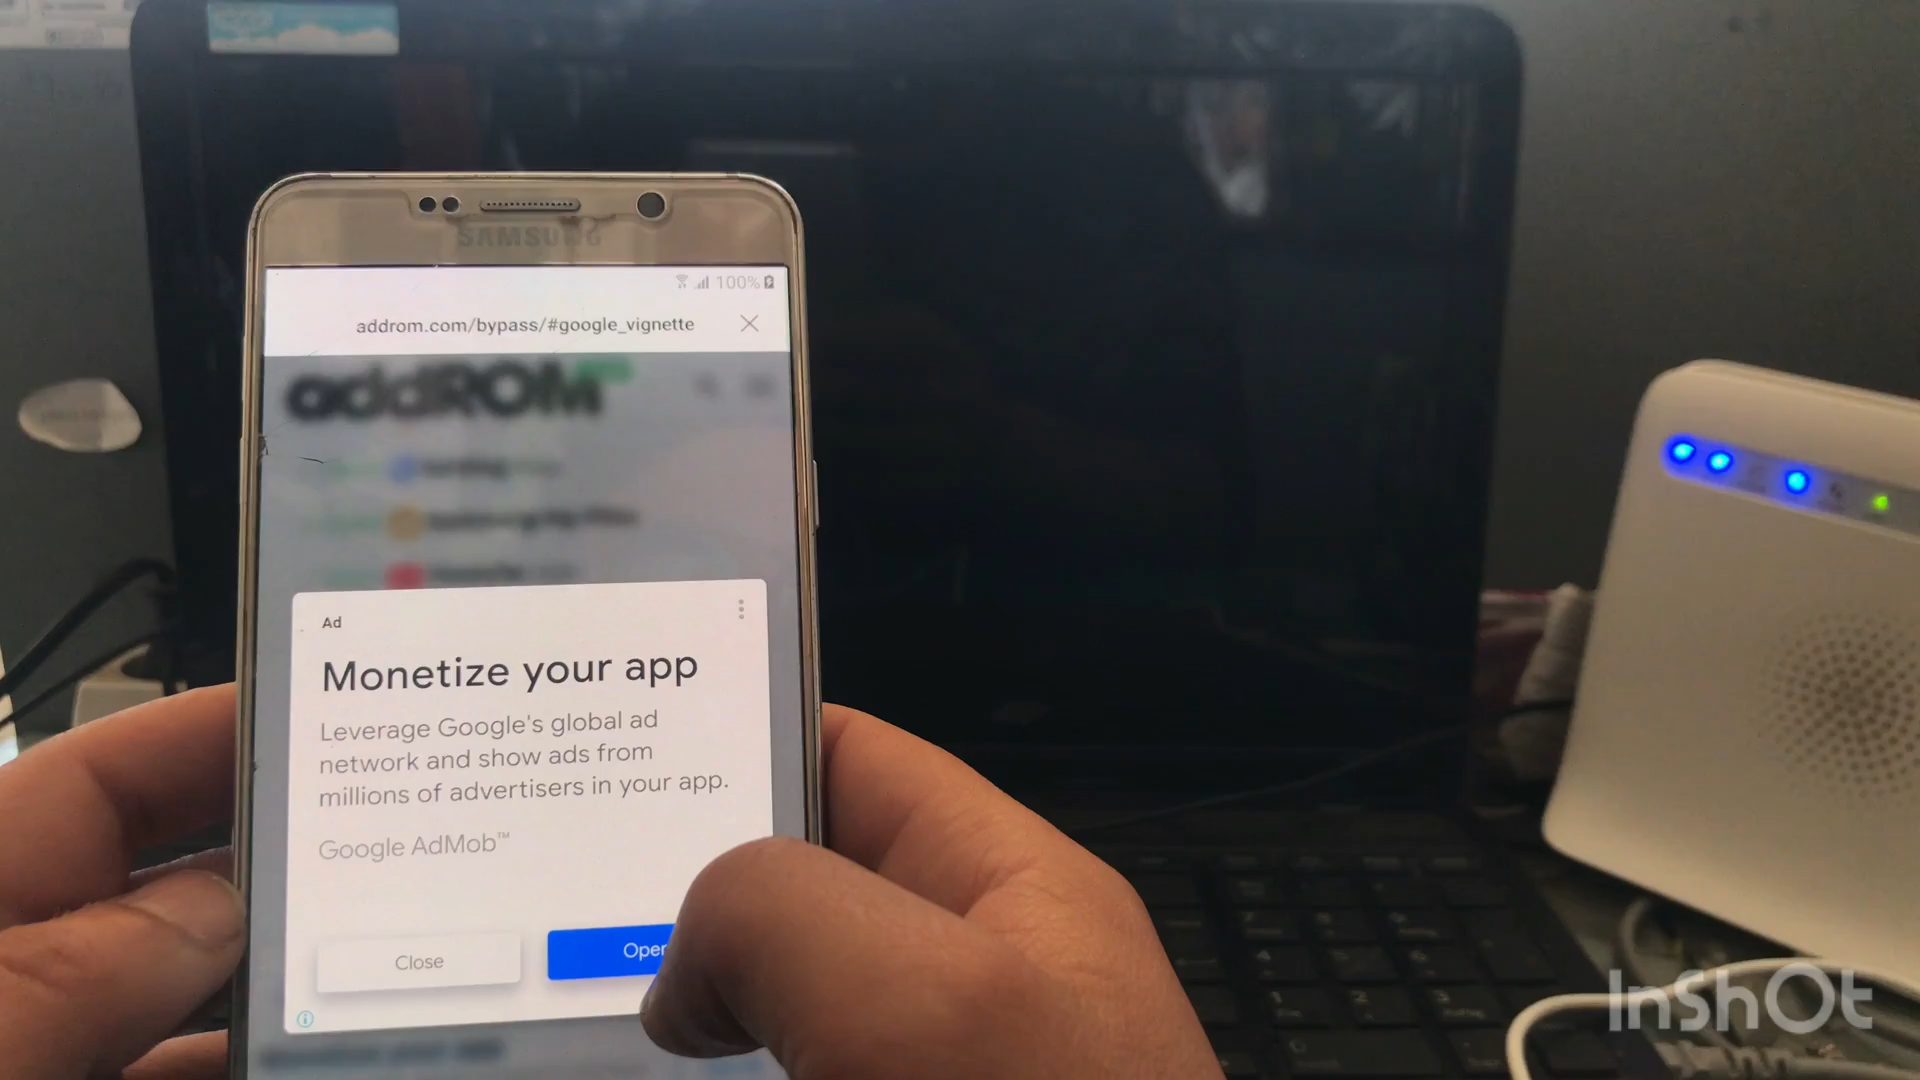 SAMSUNG
100%
addrom.com/bypass/#google_vignette
addROM
Ad
Monetize your app
Leverage Google's global ad
network and show ads from
millions of advertisers in your app.
Google AdMob™
Close
Open
InShOt